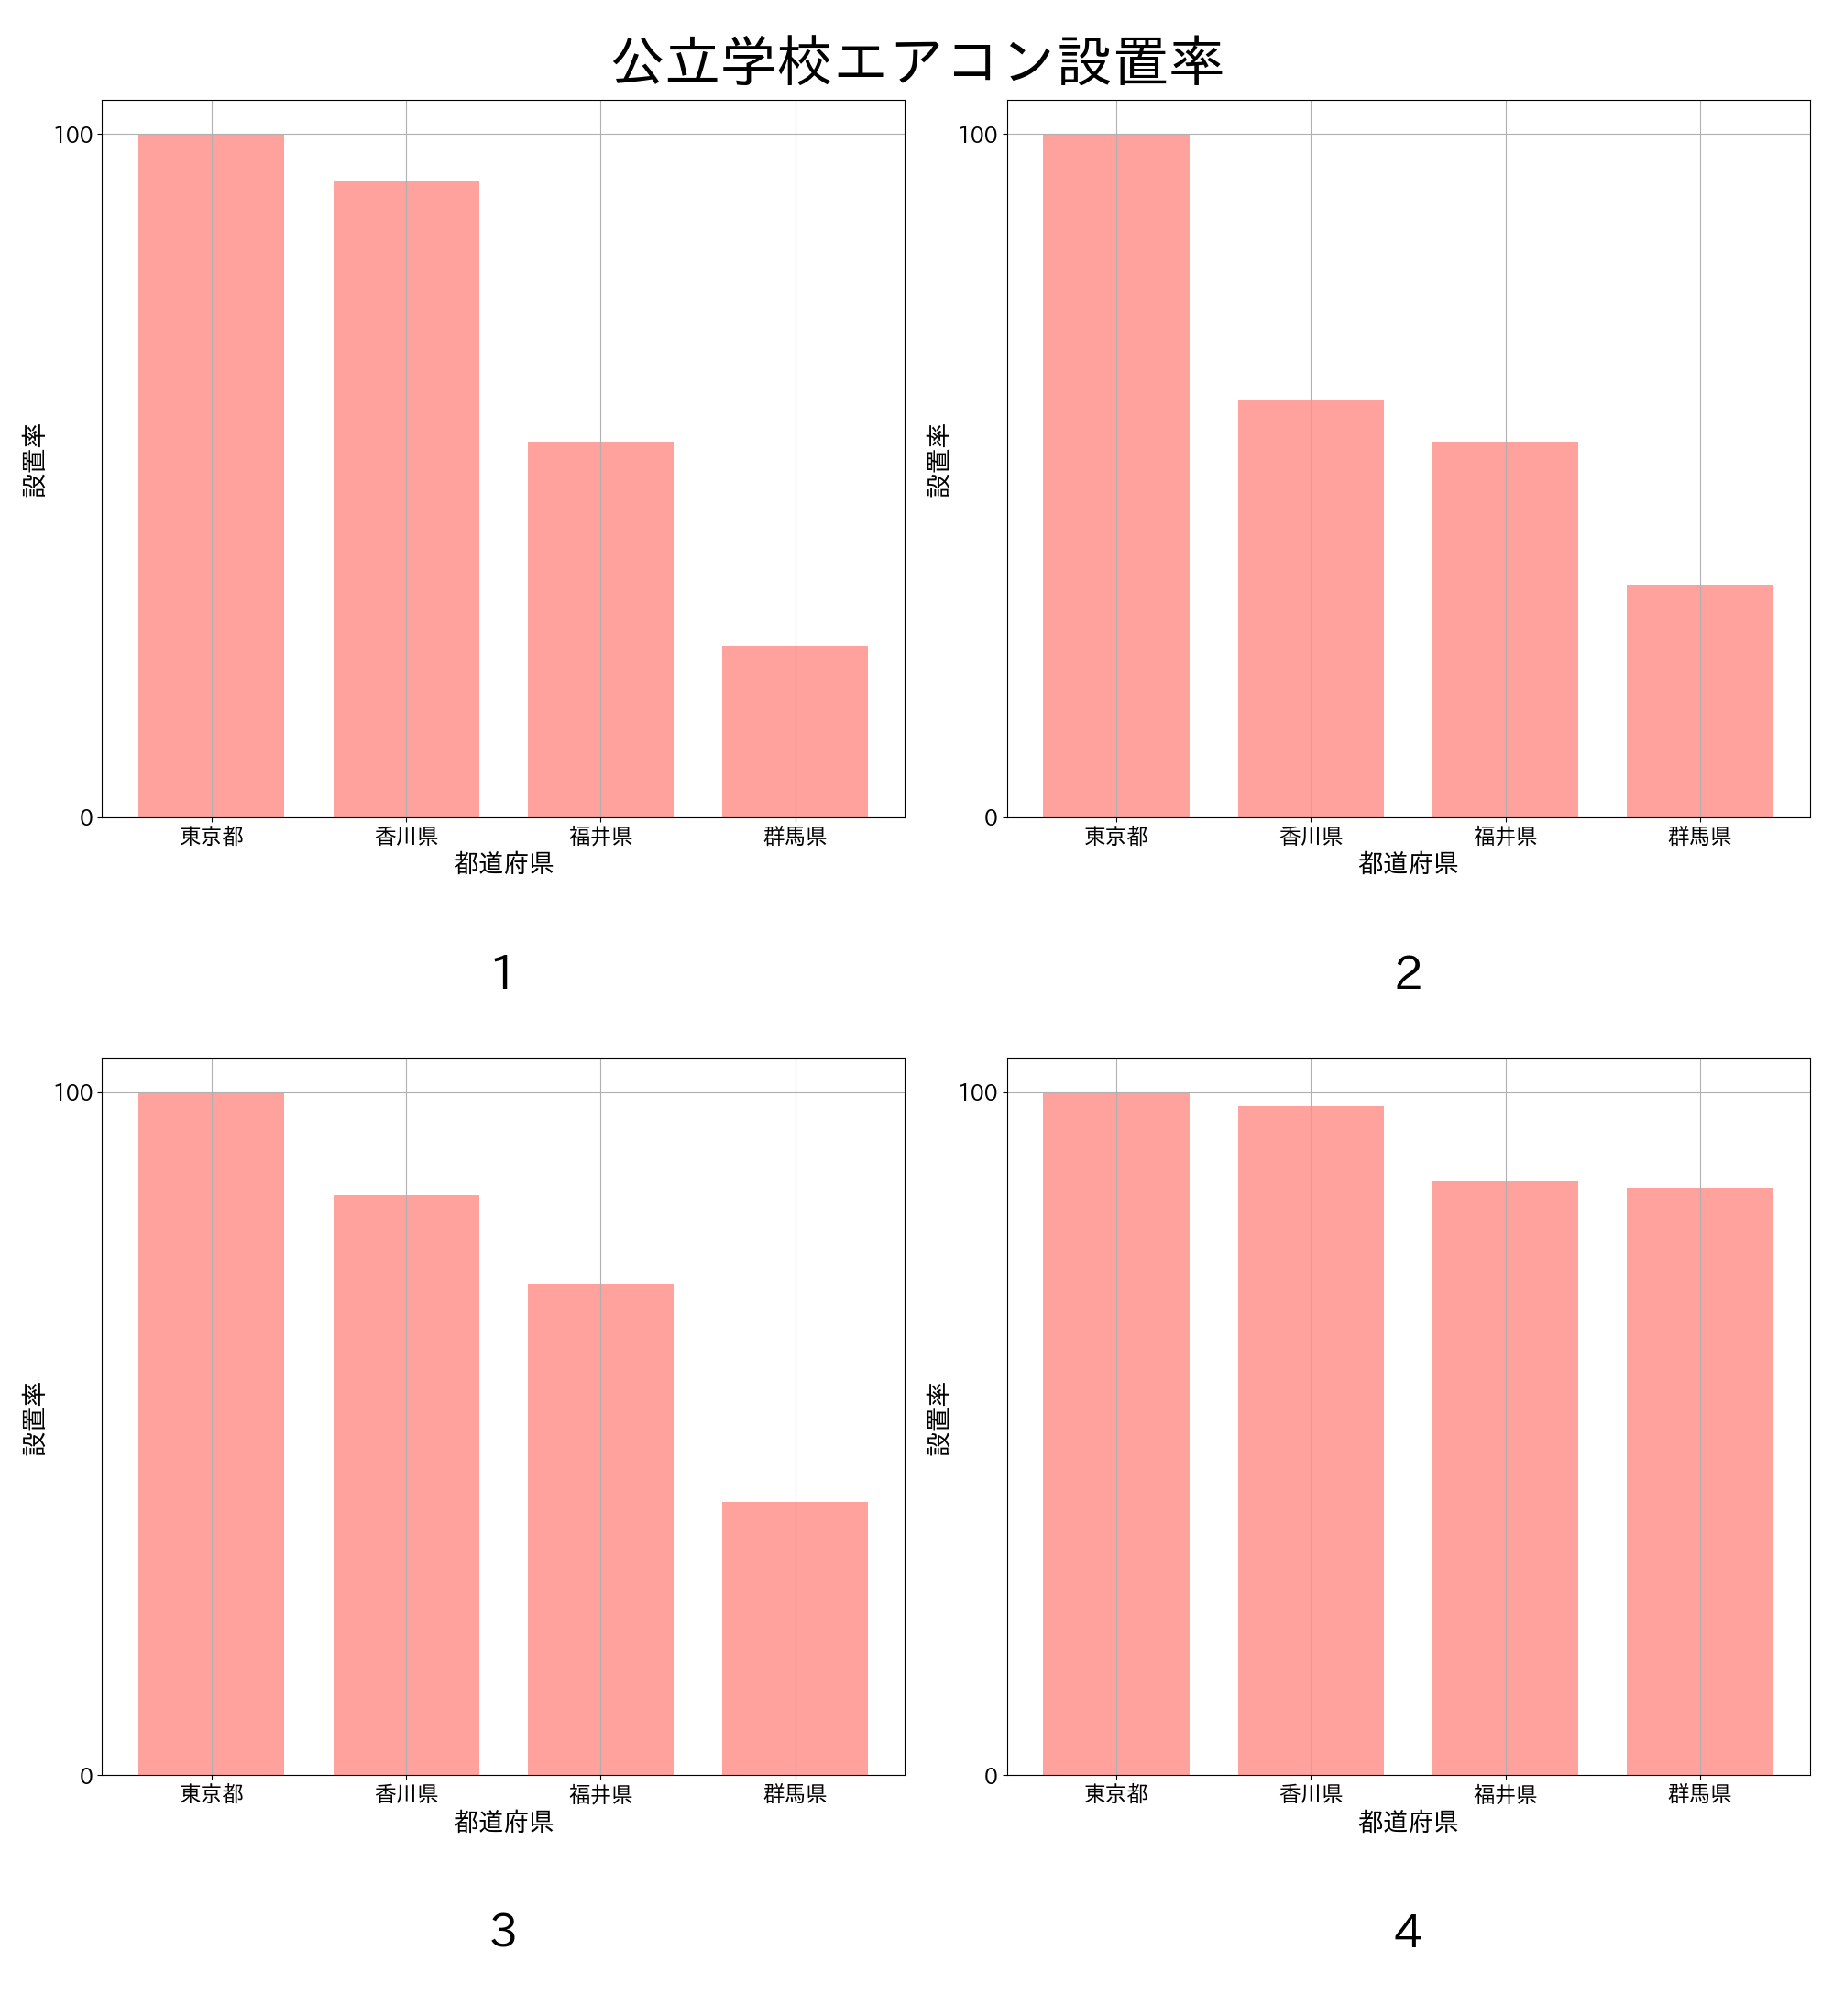 公立学校エアコン設置率
100
0
設置率
東京都 香川県 福井県 群馬県
都道府県
1
100
0
設置率
東京都 香川県 福井県 群馬県
都道府県
2
100
0
設置率
東京都 香川県 福井県 群馬県
都道府県
3
100
0
設置率
東京都 香川県 福井県 群馬県
都道府県
4